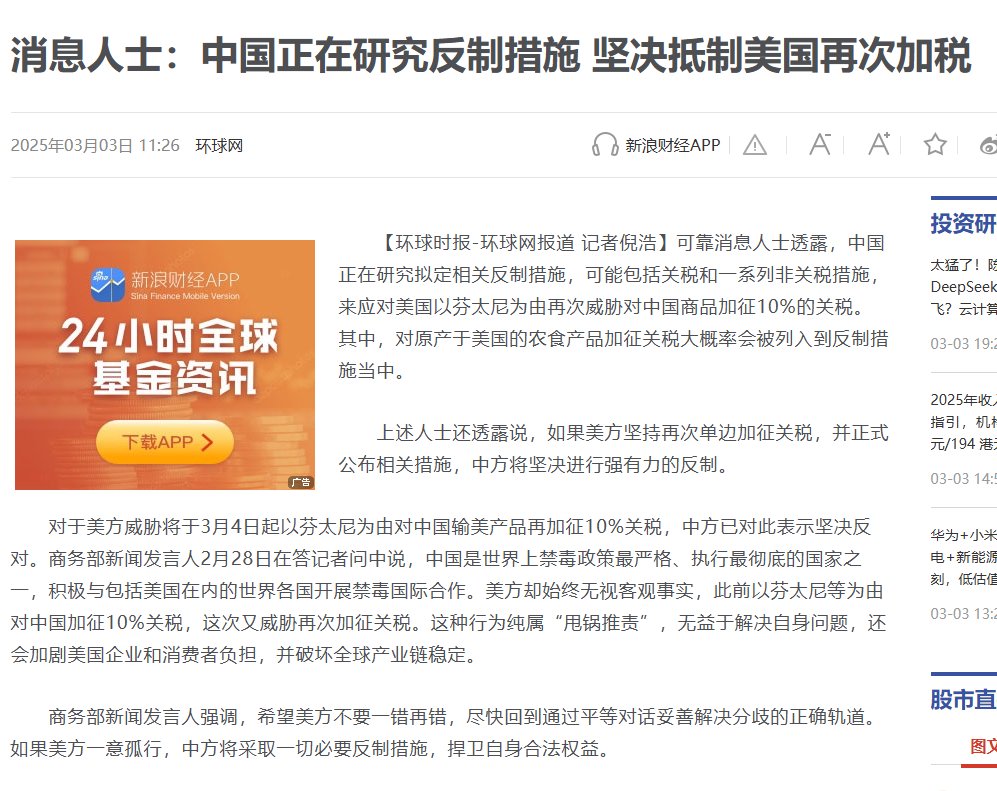 消息人士：中国正在研究反制措施 坚决抵制美国再次加税
2025年03月03日 11:26 环球网
新浪财经APP
A-
A+
【环球时报-环球网报道 记者倪浩】可靠消息人士透露，中国
正在研究拟定相关反制措施，可能包括关税和一系列非关税措施，
来应对美国以芬太尼为由再次威胁对中国商品加征10%的关税。
其中，对原产于美国的农食产品加征关税大概率会被列入到反制措
施当中。
上述人士还透露说，如果美方坚持再次单边加征关税，并正式
公布相关措施，中方将坚决进行强有力的反制。
sina
新浪财经APP
Sina Finance Mobile Version
24小时全球
基金资讯
下载APP
广告
对于美方威胁将于3月4日起以芬太尼为由对中国输美产品再加征10%关税，中方已对此表示坚决反
对。商务部新闻发言人2月28日在答记者问中说，中国是世界上禁毒政策最严格、执行最彻底的国家之
一，积极与包括美国在内的世界各国开展禁毒国际合作。美方却始终无视客观事实，此前以芬太尼等为由
对中国加征10%关税，这次又威胁再次加征关税。这种行为纯属“甩锅推责”，无益于解决自身问题，还
会加剧美国企业和消费者负担，并破坏全球产业链稳定。
商务部新闻发言人强调，希望美方不要一错再错，尽快回到通过平等对话妥善解决分歧的正确轨道。
如果美方一意孤行，中方将采取一切必要反制措施，捍卫自身合法权益。
投资研
太猛了！
DeepSeek
飞？云计算
03-03 19:2
2025年收入
指引，机构
元/194 港元
03-03 14:5
华为+小米
电+新能源
刻，低估值
03-03 13:2
股市直
图文